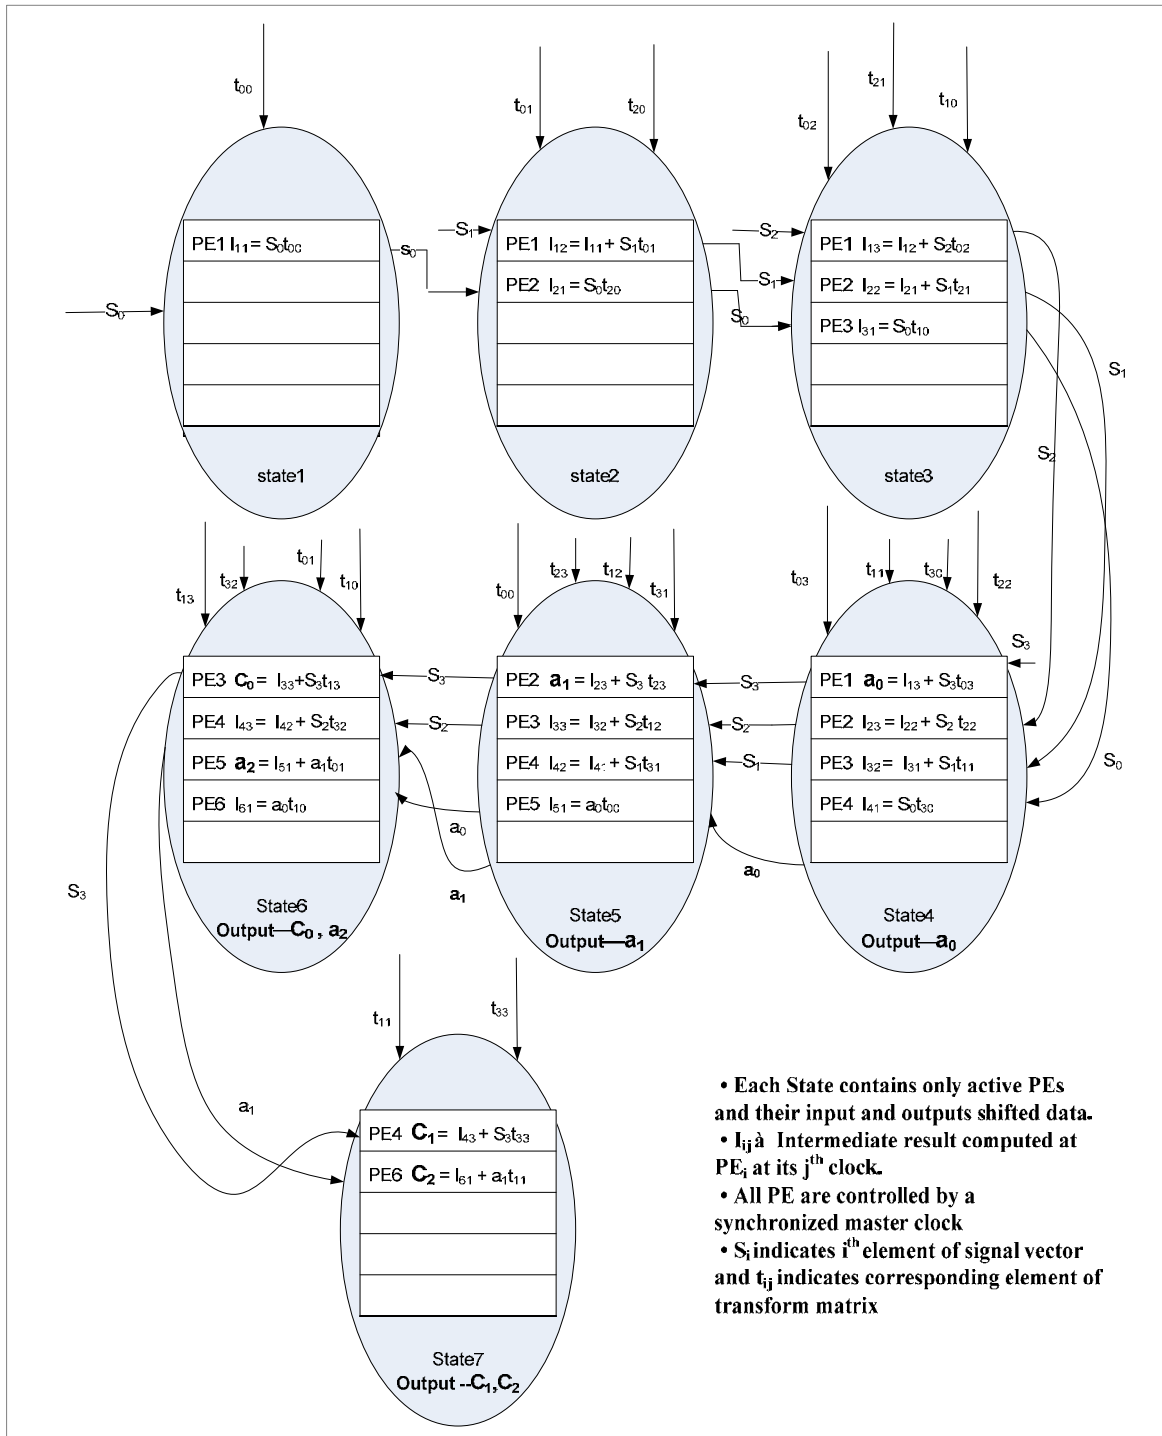 t₀₀
t₀₁
t₂₀
t₀₂
t₂₁
t₁₀
S₀
PE1 I₁₁ = S₀t₀₀
state1
s₀
S₁
PE1 I₁₂ = I₁₁ + S₁t₀₁
PE2 I₂₁ = S₀t₂₀
state2
S₁
S₀
S₂
PE1 I₁₃ = I₁₂ + S₂t₀₂
PE2 I₂₂ = I₂₁ + S₁t₂₁
PE3 I₃₁ = S₀t₁₀
state3
S₁
S₂
S₀
t₁₃
t₃₂
t₀₁
t₁₀
t₀₀
t₂₃
t₁₂
t₃₁
t₀₃
t₁₁
t₃₀
t₂₂
S₃
PE3 C₀ = I₃₃+S₃t₁₃
PE4 I₄₃ = I₄₂ + S₂t₃₂
PE5 a₂ = I₅₁ + a₁t₀₁
PE6 I₆₁ = a₀t₁₀
State6
Output—C₀ , a₂
S₃
S₂
a₀
a₁
PE2 a₁ = I₂₃ + S₃ t₂₃
PE3 I₃₃ = I₃₂ + S₂t₁₂
PE4 I₄₂ = I₄₁ + S₁t₃₁
PE5 I₅₁ = a₀t₀₀
State5
Output—a₁
S₃
S₂
S₁
a₀
PE1 a₀ = I₁₃ + S₃t₀₃
PE2 I₂₃ = I₂₂ + S₂ t₂₂
PE3 I₃₂ = I₃₁ + S₁t₁₁
PE4 I₄₁ = S₀t₃₀
State4
Output—a₀
S₃
a₁
t₁₁
t₃₃
PE4 C₁ = I₄₃ + S₃t₃₃
PE6 C₂ = I₆₁ + a₁t₁₁
State7
Output --C₁,C₂
• Each State contains only active PEs
and their input and outputs shifted data.
• Iᵢⱼ à Intermediate result computed at
PEᵢ at its jᵗʰ clock.
• All PE are controlled by a
synchronized master clock
• Sᵢ indicates iᵗʰ element of signal vector
and tᵢⱼ indicates corresponding element of
transform matrix